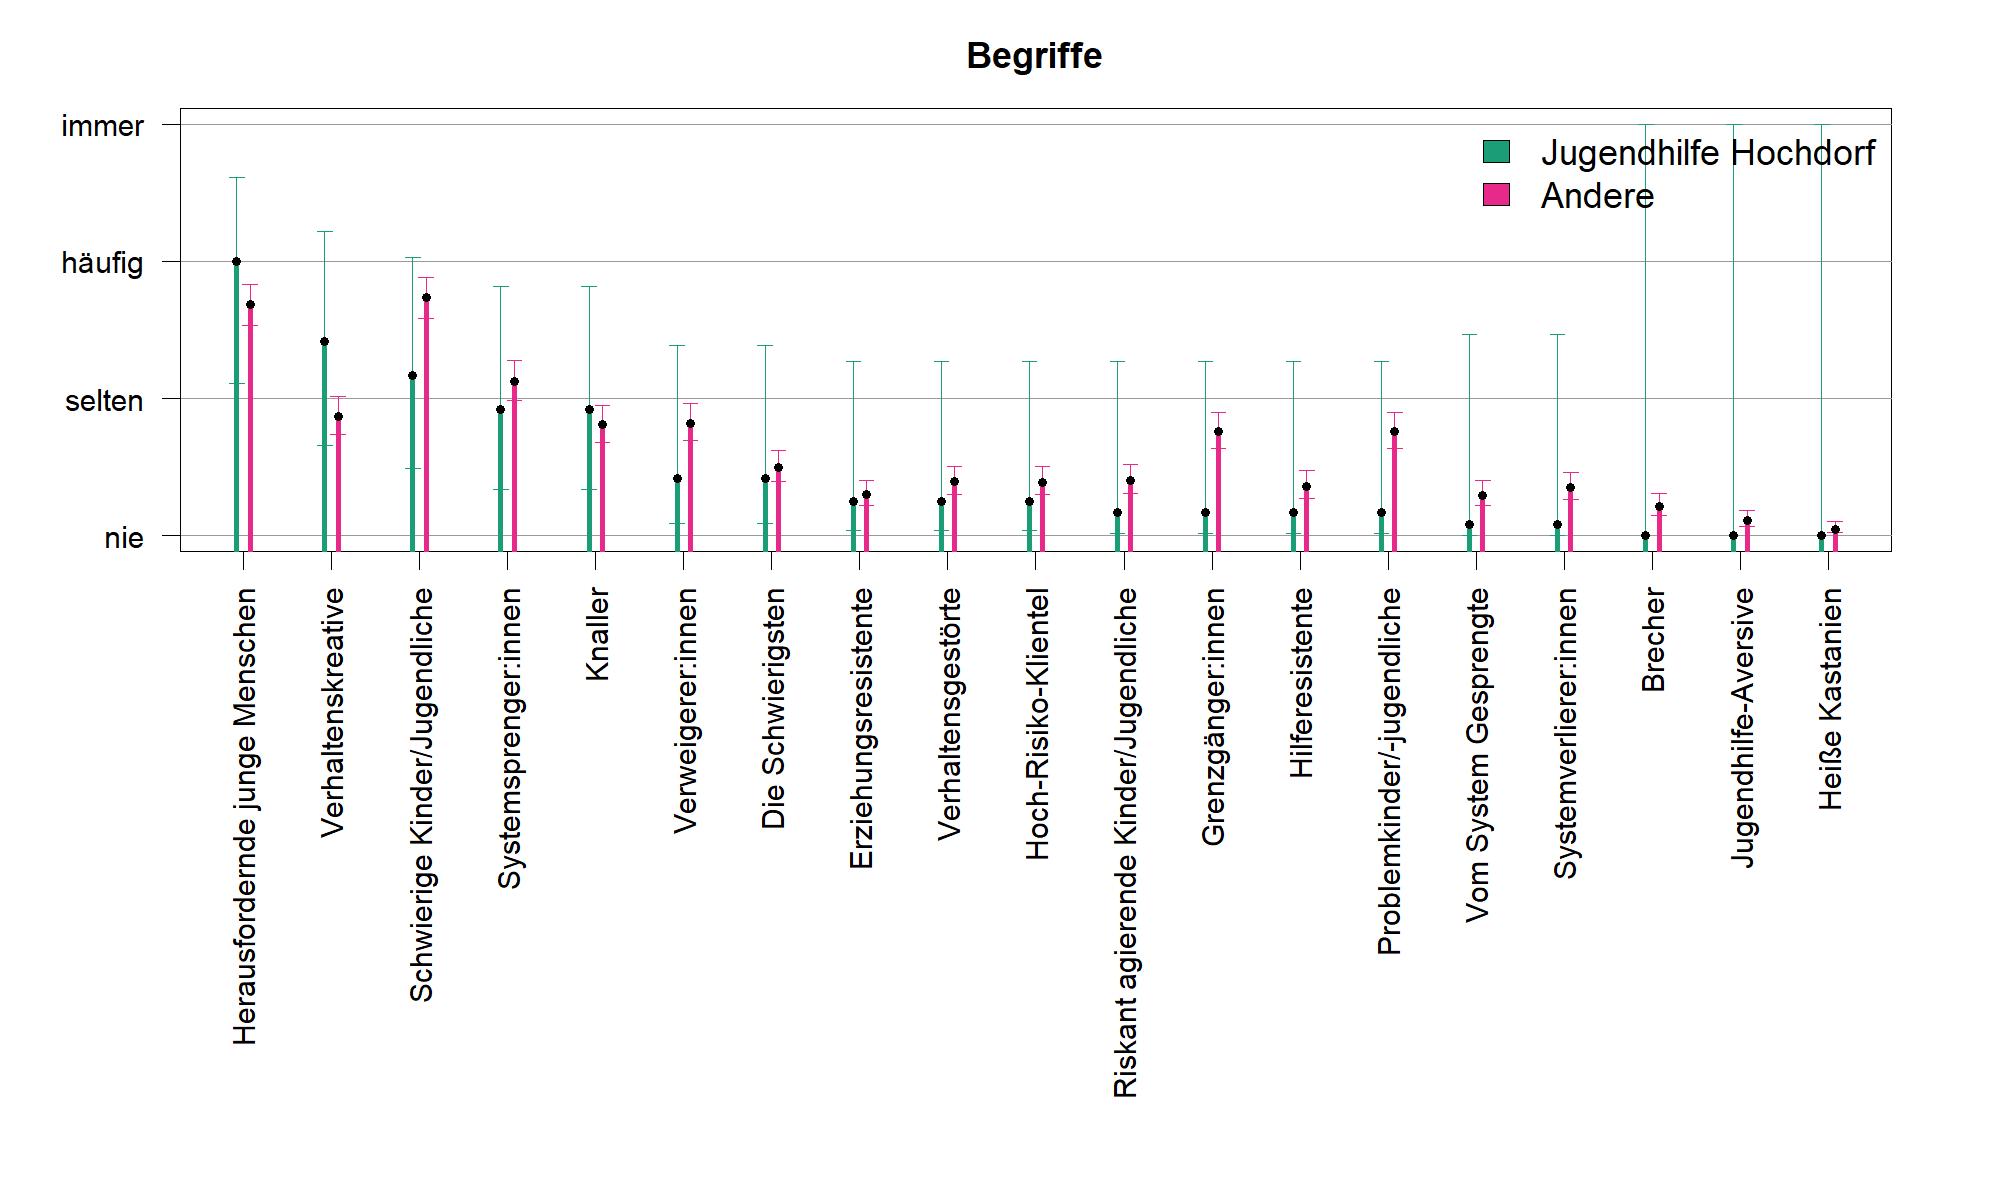 Begriffe
immer
häufig
selten
nie
Jugendhilfe Hochdorf
Andere
Herausfordernde junge Menschen
Verhaltenskreative
Schwierige Kinder/Jugendliche
Systemsprenger:innen
Knaller
Verweigerer:innen
Die Schwierigsten
Erziehungsresistente
Verhaltensgestörte
Hoch-Risiko-Klientel
Riskant agierende Kinder/Jugendliche
Grenzgänger:innen
Hilferesistente
Problemkinder/-jugendliche
Vom System Gesprengte
Systemverlierer:innen
Brecher
Jugendhilfe-Aversive
Heiße Kastanien